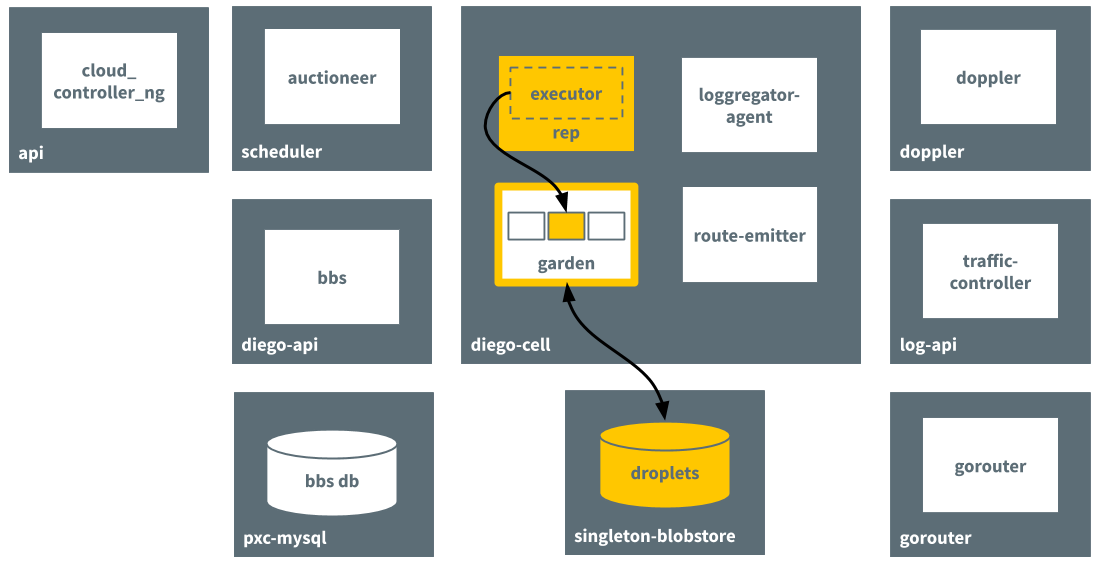 cloud_
controller_ng
api
auctioneer
scheduler
executor
rep
loggregator-
agent
garden
route-emitter
diego-cell
doppler
doppler
bbs
diego-api
traffic-
controller
log-api
bbs db
pxc-mysql
droplets
singleton-blobstore
gorouter
gorouter